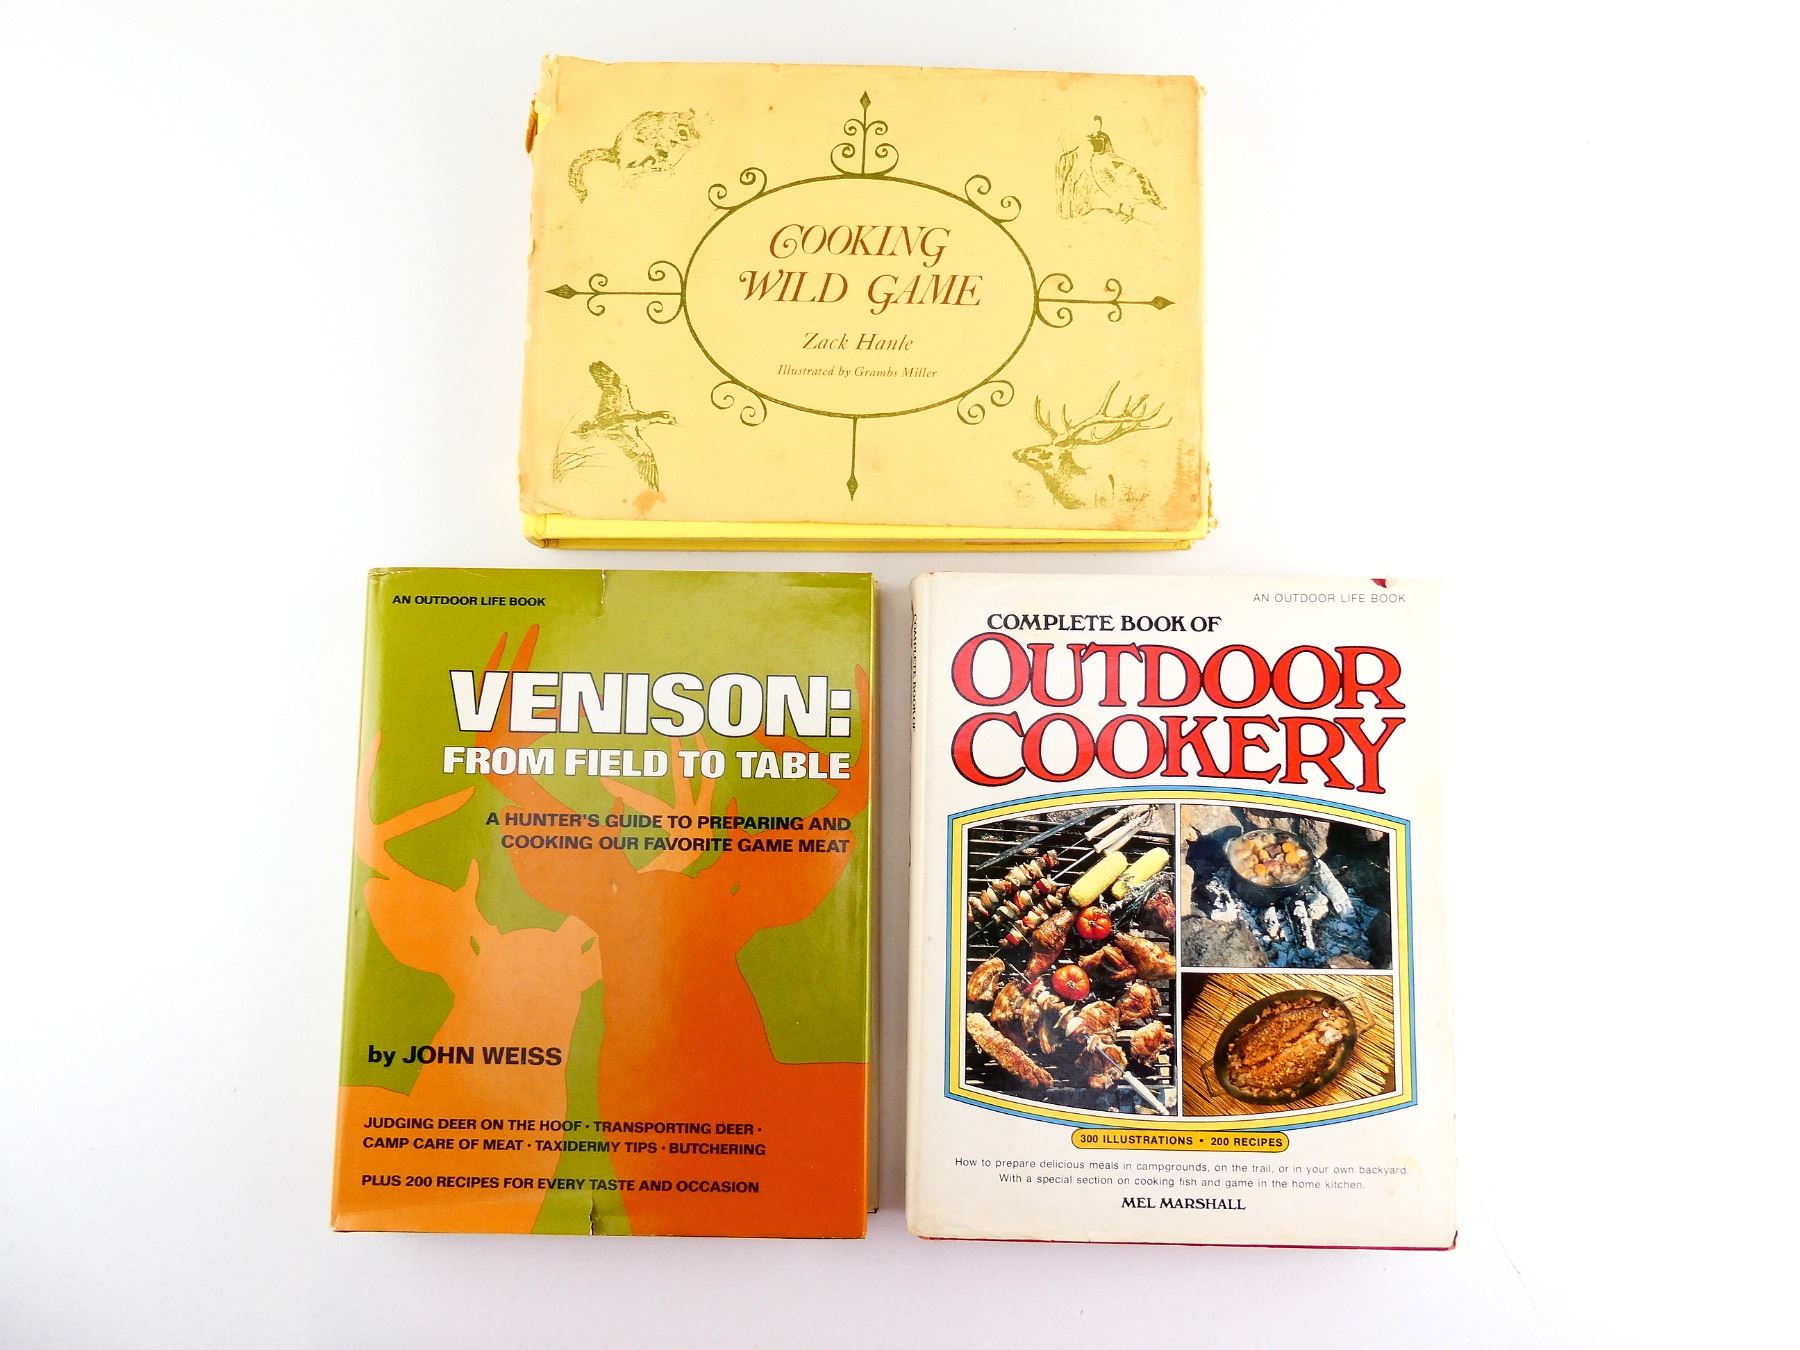 COOKING
WILD GAME
Zack Hanle
Illustrated by Grambs Miller
AN OUTDOOR LIFE BOOK
VENISON:
FROM FIELD TO TABLE
A HUNTER'S GUIDE TO PREPARING AND
COOKING OUR FAVORITE GAME MEAT
by JOHN WEISS
JUDGING DEER ON THE HOOF • TRANSPORTING DEER •
CAMP CARE OF MEAT • TAXIDERMY TIPS • BUTCHERING
PLUS 200 RECIPES FOR EVERY TASTE AND OCCASION
AN OUTDOOR LIFE BOOK
COMPLETE BOOK OF
OUTDOOR
COOKERY
300 ILLUSTRATIONS • 200 RECIPES
How to prepare delicious meals in campgrounds, on the trail, or in your own backyard.
With a special section on cooking fish and game in the home kitchen.
MEL MARSHALL
COMPLETE BOOK OF